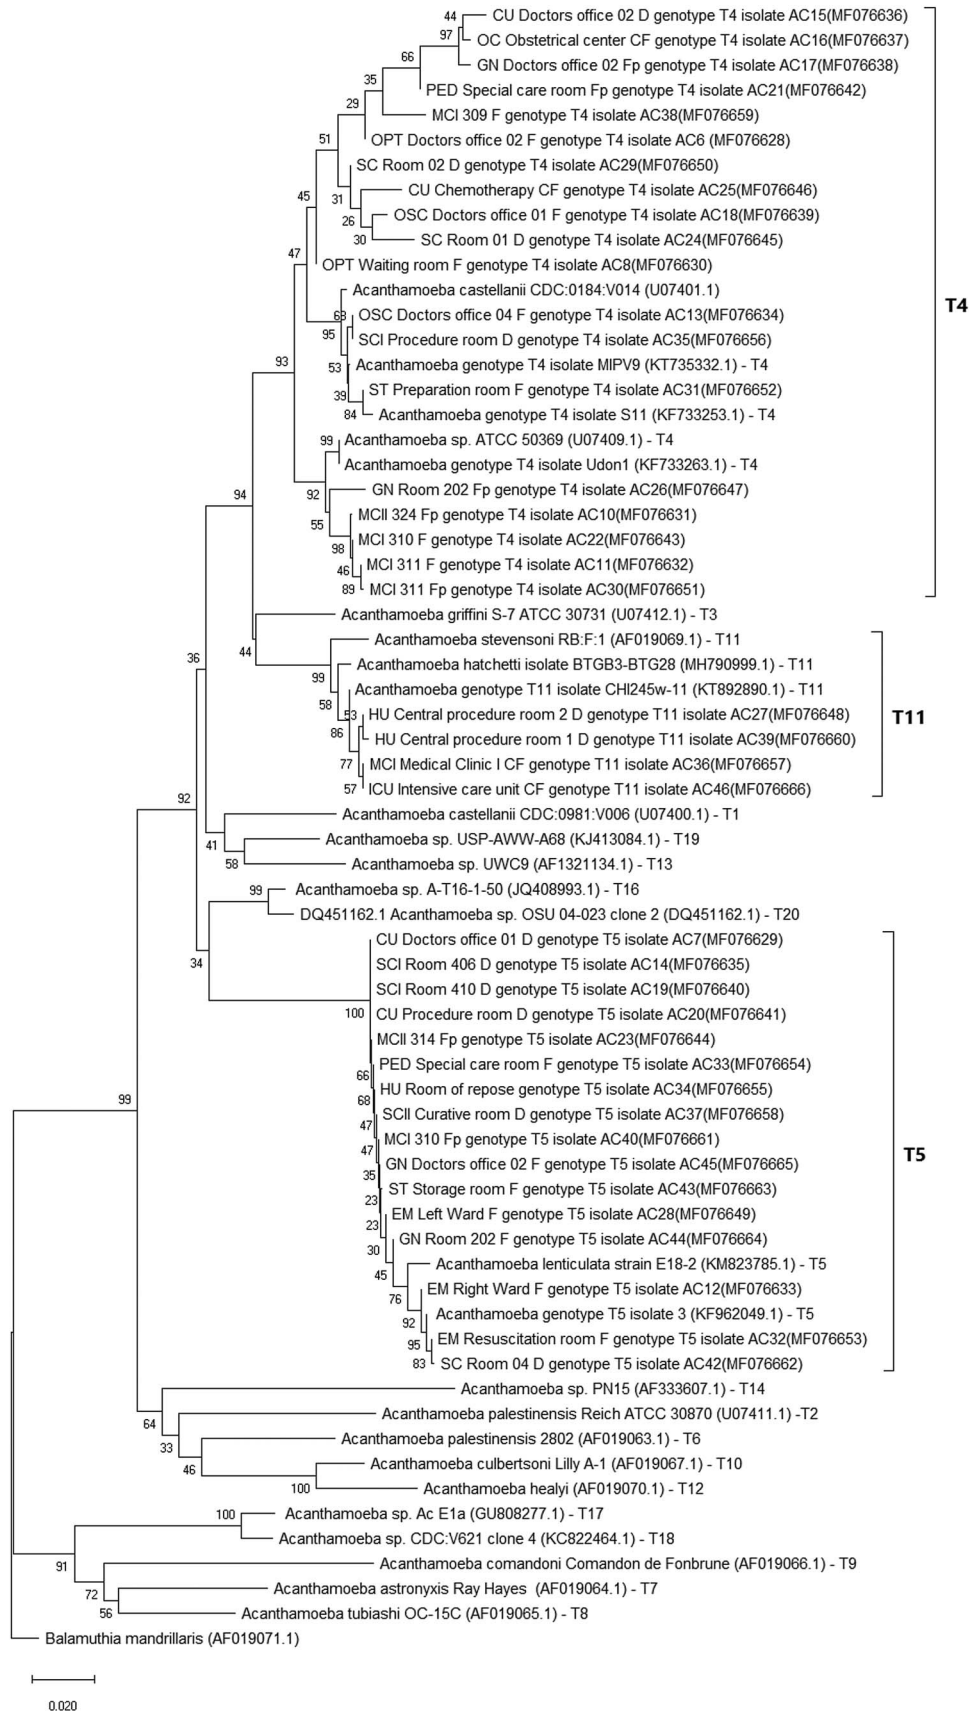 44
CU Doctors office 02 D genotype T4 isolate AC15(MF076636)
97
OC Obstetrical center CF genotype T4 isolate AC16(MF076637)
66
GN Doctors office 02 Fp genotype T4 isolate AC17(MF076638)
35
PED Special care room Fp genotype T4 isolate AC21(MF076642)
29
MCI 309 F genotype T4 isolate AC38(MF076659)
51
OPT Doctors office 02 F genotype T4 isolate AC6 (MF076628)
SC Room 02 D genotype T4 isolate AC29(MF076650)
45
31
CU Chemotherapy CF genotype T4 isolate AC25(MF076646)
26
OSC Doctors office 01 F genotype T4 isolate AC18(MF076639)
30
SC Room 01 D genotype T4 isolate AC24(MF076645)
47
OPT Waiting room F genotype T4 isolate AC8(MF076630)
Acanthamoeba castellanii CDC:0184:V014 (U07401.1)
T4
63
OSC Doctors office 04 F genotype T4 isolate AC13(MF076634)
95
SCI Procedure room D genotype T4 isolate AC35(MF076656)
93
53
Acanthamoeba genotype T4 isolate MIPV9 (KT735332.1) - T4
39
ST Preparation room F genotype T4 isolate AC31(MF076652)
84
Acanthamoeba genotype T4 isolate S11 (KF733253.1) - T4
99
Acanthamoeba sp. ATCC 50369 (U07409.1) - T4
Acanthamoeba genotype T4 isolate Udon1 (KF733263.1) - T4
94
92
GN Room 202 Fp genotype T4 isolate AC26(MF076647)
55
MCII 324 Fp genotype T4 isolate AC10(MF076631)
98
MCI 310 F genotype T4 isolate AC22(MF076643)
46
MCI 311 F genotype T4 isolate AC11(MF076632)
89
MCI 311 Fp genotype T4 isolate AC30(MF076651)
Acanthamoeba griffini S-7 ATCC 30731 (U07412.1) - T3
44
Acanthamoeba stevensoni RB:F:1 (AF019069.1) - T11
36
99
Acanthamoeba hatchetti isolate BTGB3-BTG28 (MH790999.1) - T11
58
Acanthamoeba genotype T11 isolate CHI245w-11 (KT892890.1) - T11
53
HU Central procedure room 2 D genotype T11 isolate AC27(MF076648)
T11
86
HU Central procedure room 1 D genotype T11 isolate AC39(MF076660)
77
MCI Medical Clinic I CF genotype T11 isolate AC36(MF076657)
57
ICU Intensive care unit CF genotype T11 isolate AC46(MF076666)
92
Acanthamoeba castellanii CDC:0981:V006 (U07400.1) - T1
41
Acanthamoeba sp. USP-AWW-A68 (KJ413084.1) - T19
58
Acanthamoeba sp. UWC9 (AF1321134.1) - T13
99
Acanthamoeba sp. A-T16-1-50 (JQ408993.1) - T16
DQ451162.1 Acanthamoeba sp. OSU 04-023 clone 2 (DQ451162.1) - T20
34
CU Doctors office 01 D genotype T5 isolate AC7(MF076629)
SCI Room 406 D genotype T5 isolate AC14(MF076635)
SCI Room 410 D genotype T5 isolate AC19(MF076640)
100
CU Procedure room D genotype T5 isolate AC20(MF076641)
MCII 314 Fp genotype T5 isolate AC23(MF076644)
66
PED Special care room F genotype T5 isolate AC33(MF076654)
68
HU Room of repose genotype T5 isolate AC34(MF076655)
99
47
SCII Curative room D genotype T5 isolate AC37(MF076658)
47
MCI 310 Fp genotype T5 isolate AC40(MF076661)
T5
35
GN Doctors office 02 F genotype T5 isolate AC45(MF076665)
23
ST Storage room F genotype T5 isolate AC43(MF076663)
23
EM Left Ward F genotype T5 isolate AC28(MF076649)
30
GN Room 202 F genotype T5 isolate AC44(MF076664)
45
Acanthamoeba lenticulata strain E18-2 (KM823785.1) - T5
76
EM Right Ward F genotype T5 isolate AC12(MF076633)
92
Acanthamoeba genotype T5 isolate 3 (KF962049.1) - T5
95
EM Resuscitation room F genotype T5 isolate AC32(MF076653)
83
SC Room 04 D genotype T5 isolate AC42(MF076662)
Acanthamoeba sp. PN15 (AF333607.1) - T14
64
Acanthamoeba palestinensis Reich ATCC 30870 (U07411.1) -T2
33
Acanthamoeba palestinensis 2802 (AF019063.1) - T6
46
Acanthamoeba culbertsoni Lilly A-1 (AF019067.1) - T10
100
Acanthamoeba healyi (AF019070.1) - T12
100
Acanthamoeba sp. Ac E1a (GU808277.1) - T17
Acanthamoeba sp. CDC:V621 clone 4 (KC822464.1) - T18
91
Acanthamoeba comandoni Comandon de Fonbrune (AF019066.1) - T9
72
Acanthamoeba astronyxis Ray Hayes (AF019064.1) - T7
56
Acanthamoeba tubiashi OC-15C (AF019065.1) - T8
Balamuthia mandrillaris (AF019071.1)
0.020